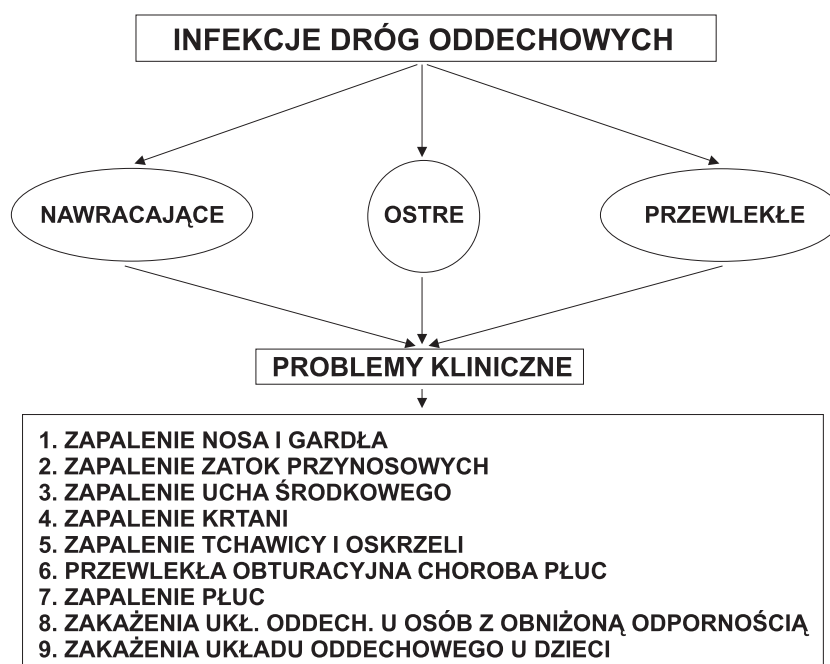 INFEKCJE DRÓG ODDECHOWYCH
NAWRACAJĄCE
OSTRE
PRZEWLEKŁE
PROBLEMY KLINICZNE
1. ZAPALENIE NOSA I GARDŁA
2. ZAPALENIE ZATOK PRZYNOSOWYCH
3. ZAPALENIE UCHA ŚRODKOWEGO
4. ZAPALENIE KRTANI
5. ZAPALENIE TCHAWICY I OSKRZELI
6. PRZEWLEKŁA OBTURACYJNA CHOROBA PŁUC
7. ZAPALENIE PŁUC
8. ZAKAŻENIA UKŁ. ODDECH. U OSÓB Z OBNIŻONĄ ODPORNOŚCIĄ
9. ZAKAŻENIA UKŁADU ODDECHOWEGO U DZIECI